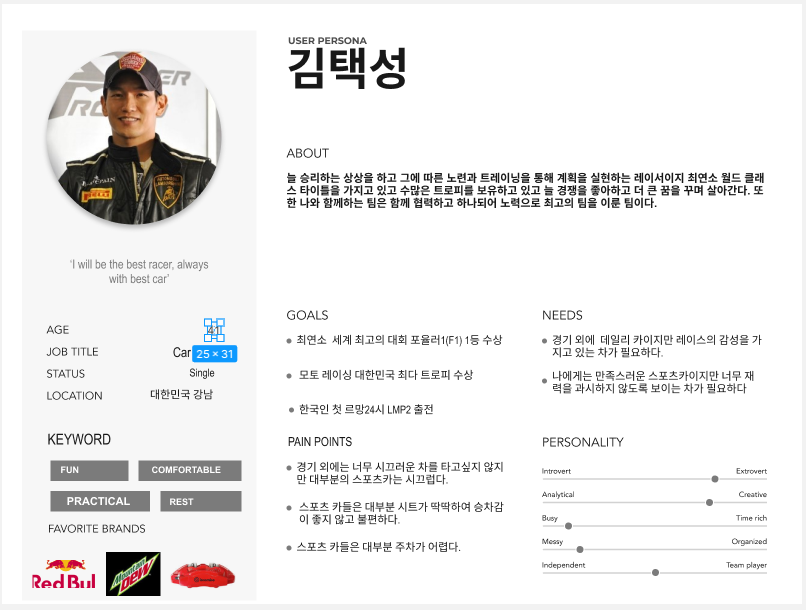 USER PERSONA
김택성
ABOUT
늘 승리하는 상상을 하고 그에 따른 노련과 트레이닝을 통해 계획을 실현하는 레이서이지 최연소 월드 클래
스 타이틀을 가지고 있고 수많은 트로피를 보유하고 있고 늘 경쟁을 좋아하고 더 큰 꿈을 꾸며 살아간다. 또
한 나와 함께하는 팀은 함께 협력하고 하나되어 노력으로 최고의 팀을 이룬 팀이다.
'I will be the best racer, always
with best car'
AGE 41
JOB TITLE Car
25 × 31
STATUS Single
LOCATION 대한민국 강남
KEYWORD
FUN COMFORTABLE
PRACTICAL REST
FAVORITE BRANDS
Red Bul
Mountain
DEW
brembo
GOALS
최연소 세계 최고의 대회 포율러1(F1) 1등 수상
모토 레이싱 대한민국 최다 트로피 수상
한국인 첫 르망24시 LMP2 출전
NEEDS
경기 외에 데일리 카이지만 레이스의 감성을 가
지고 있는 차가 필요하다.
나에게는 만족스러운 스포츠카이지만 너무 재
력을 과시하지 않도록 보이는 차가 필요하다
PAIN POINTS
경기 외에는 너무 시끄러운 차를 타고싶지 않지
만 대부분의 스포츠카는 시끄럽다.
스포츠 카들은 대부분 시트가 딱딱하여 승차감
이 좋지 않고 불편하다.
스포츠 카들은 대부분 주차가 어렵다.
PERSONALITY
Introvert Extrovert
Analytical Creative
Busy Time rich
Messy Organized
Independent Team player